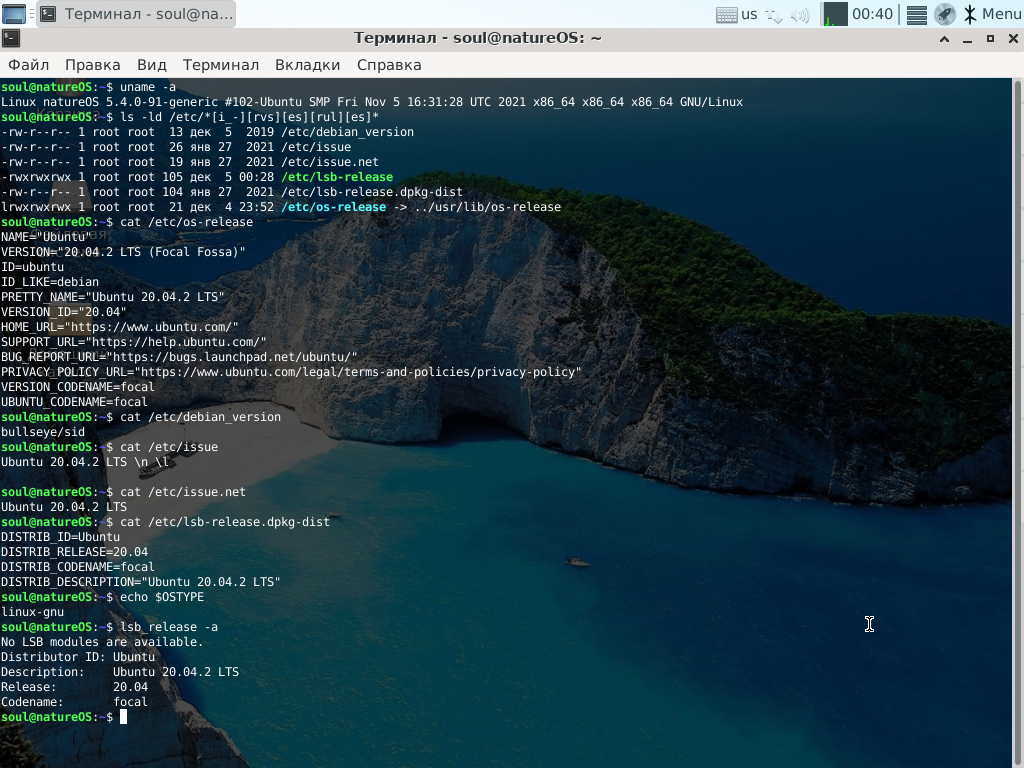 Терминал - soul@na...
us
00:40
Menu
Терминал - soul@natureOS: ~
Файл Правка Вид Терминал Вкладки Справка
soul@natureOS:~$ uname -a
Linux natureOS 5.4.0-91-generic #102-Ubuntu SMP Fri Nov 5 16:31:28 UTC 2021 x86_64 x86_64 x86_64 GNU/Linux
soul@natureOS:~$ ls -ld /etc/*[i_-][rvs][es][rul][es]*
-rw-r--r-- 1 root root  13 дек  5  2019 /etc/debian_version
-rw-r--r-- 1 root root  26 янв 27  2021 /etc/issue
-rw-r--r-- 1 root root  19 янв 27  2021 /etc/issue.net
-rwxrwxrwx 1 root root 105 дек  5 00:28 /etc/lsb-release
-rw-r--r-- 1 root root 104 янв 27  2021 /etc/lsb-release.dpkg-dist
lrwxrwxrwx 1 root root  21 дек  4 23:52 /etc/os-release -> ../usr/lib/os-release
soul@natureOS:~$ cat /etc/os-release
NAME="Ubuntu"
VERSION="20.04.2 LTS (Focal Fossa)"
ID=ubuntu
ID_LIKE=debian
PRETTY_NAME="Ubuntu 20.04.2 LTS"
VERSION_ID="20.04"
HOME_URL="https://www.ubuntu.com/"
SUPPORT_URL="https://help.ubuntu.com/"
BUG_REPORT_URL="https://bugs.launchpad.net/ubuntu/"
PRIVACY_POLICY_URL="https://www.ubuntu.com/legal/terms-and-policies/privacy-policy"
VERSION_CODENAME=focal
UBUNTU_CODENAME=focal
soul@natureOS:~$ cat /etc/debian_version
bullseye/sid
soul@natureOS:~$ cat /etc/issue
Ubuntu 20.04.2 LTS \n \l

soul@natureOS:~$ cat /etc/issue.net
Ubuntu 20.04.2 LTS
soul@natureOS:~$ cat /etc/lsb-release.dpkg-dist
DISTRIB_ID=Ubuntu
DISTRIB_RELEASE=20.04
DISTRIB_CODENAME=focal
DISTRIB_DESCRIPTION="Ubuntu 20.04.2 LTS"
soul@natureOS:~$ echo $OSTYPE
linux-gnu
soul@natureOS:~$ lsb_release -a
No LSB modules are available.
Distributor ID: Ubuntu
Description:    Ubuntu 20.04.2 LTS
Release:        20.04
Codename:       focal
soul@natureOS:~$